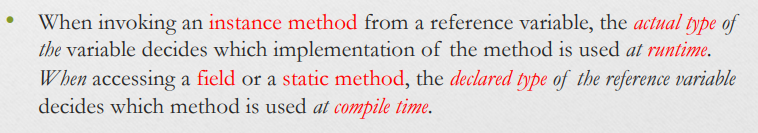 • When invoking an instance method from a reference variable, the actual type of
the variable decides which implementation of the method is used at runtime.
When accessing a field or a static method, the declared type of the reference variable
decides which method is used at compile time.